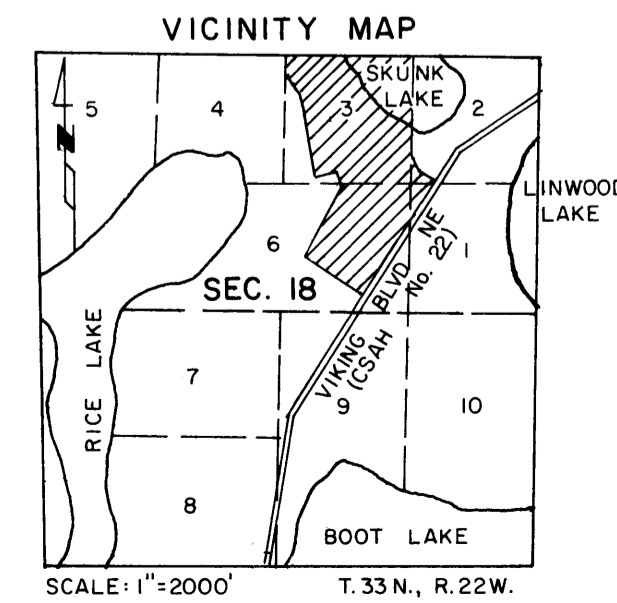 VICINITY MAP
SKUNK
LAKE
5
4
3
2
LINWOOD
LAKE
6
1
SEC. 18
VIKING BLVD NE
(CSAH No. 22)
RICE LAKE
7
9
10
8
BOOT LAKE
SCALE: 1"=2000'
T. 33 N., R. 22 W.
N